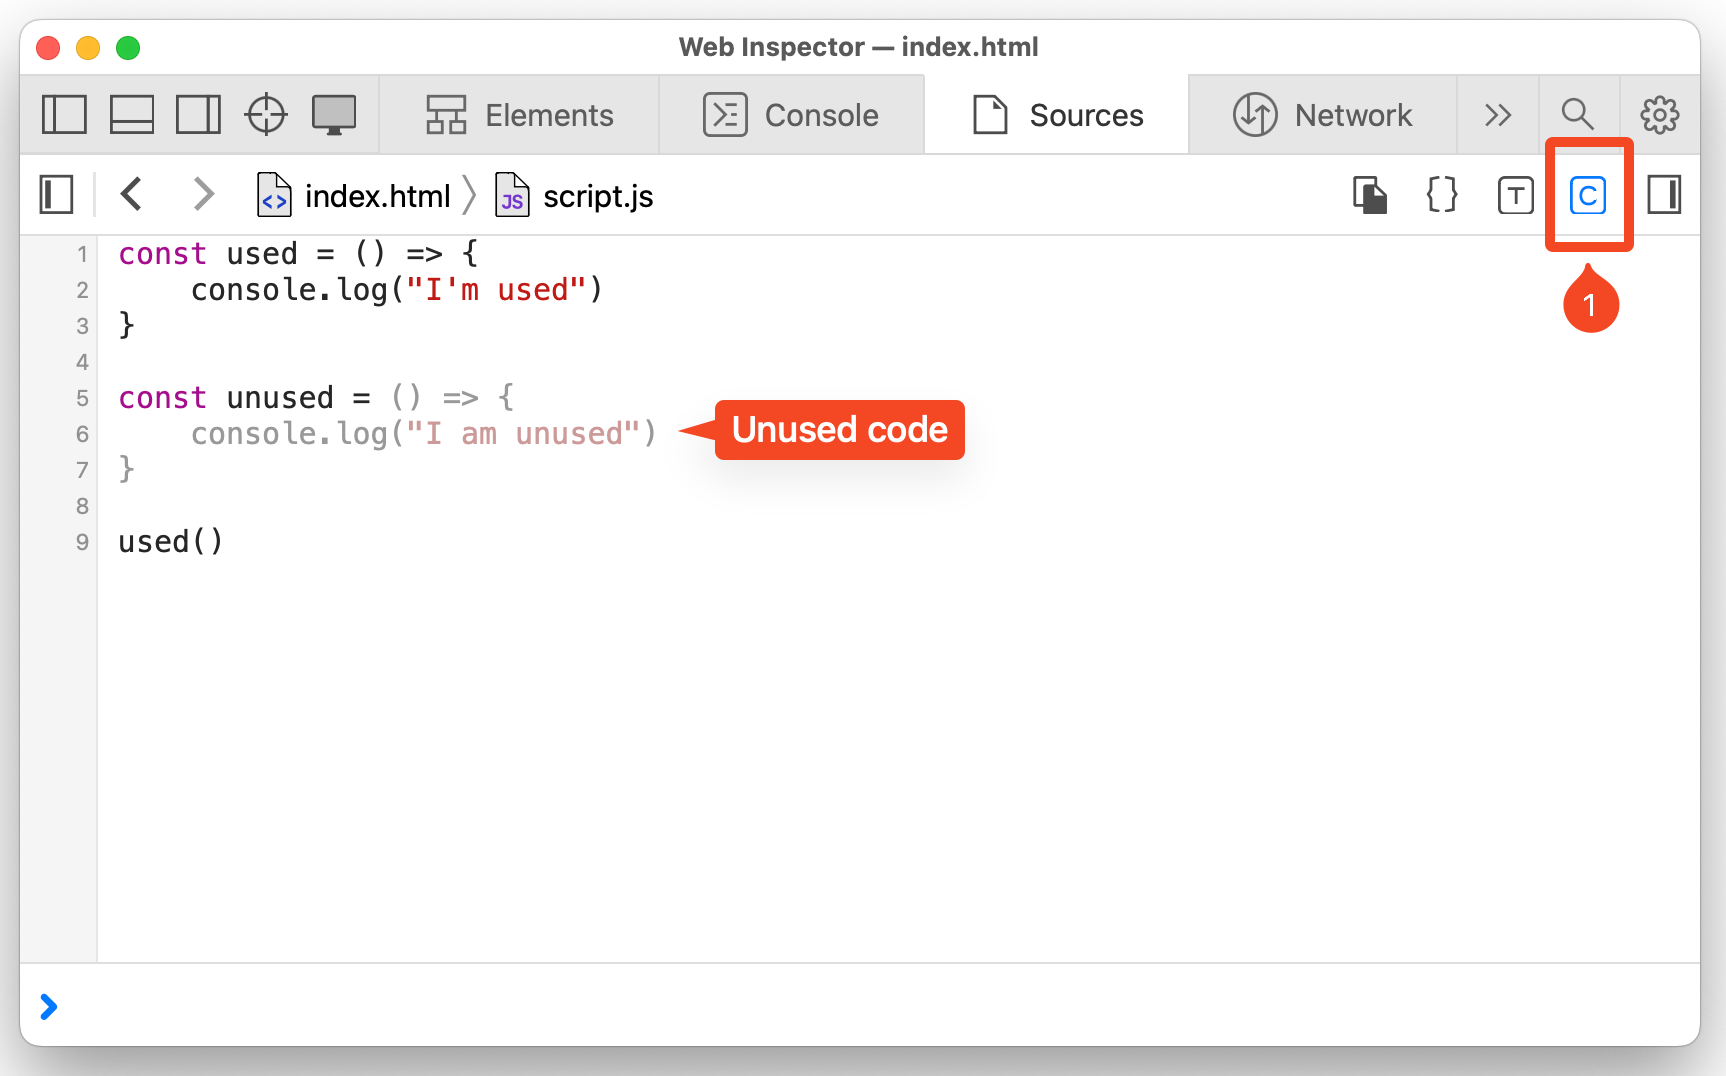 Web Inspector — index.html
Elements
Console
Sources
Network
index.html
JS
script.js
{}
T
C
1
1 const used = () => {
2     console.log("I'm used")
3 }
4
5 const unused = () => {
6     console.log("I am unused")
7 }
8
9 used()
Unused code